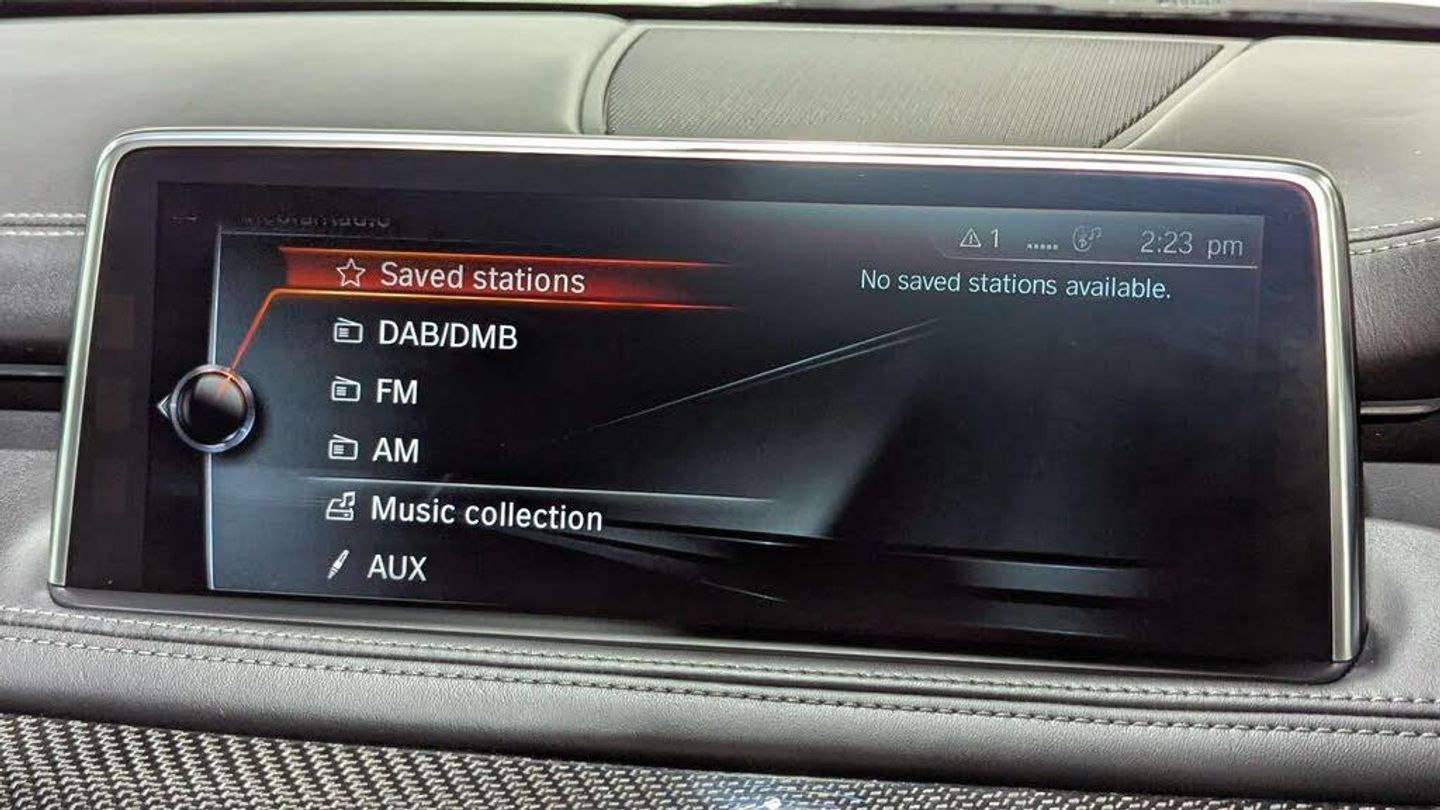 1
2:23 pm
Saved stations
No saved stations available.
DAB/DMB
FM
AM
Music collection
AUX